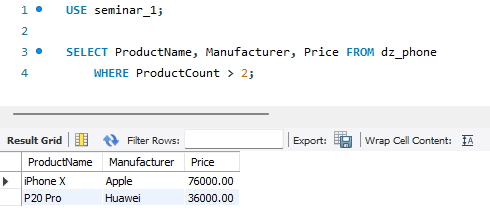 1 USE seminar_1;
2
3 SELECT ProductName, Manufacturer, Price FROM dz_phone
4 WHERE ProductCount > 2;
Result Grid Filter Rows: Export: Wrap Cell Content:
ProductName Manufacturer Price
iPhone X Apple 76000.00
P20 Pro Huawei 36000.00